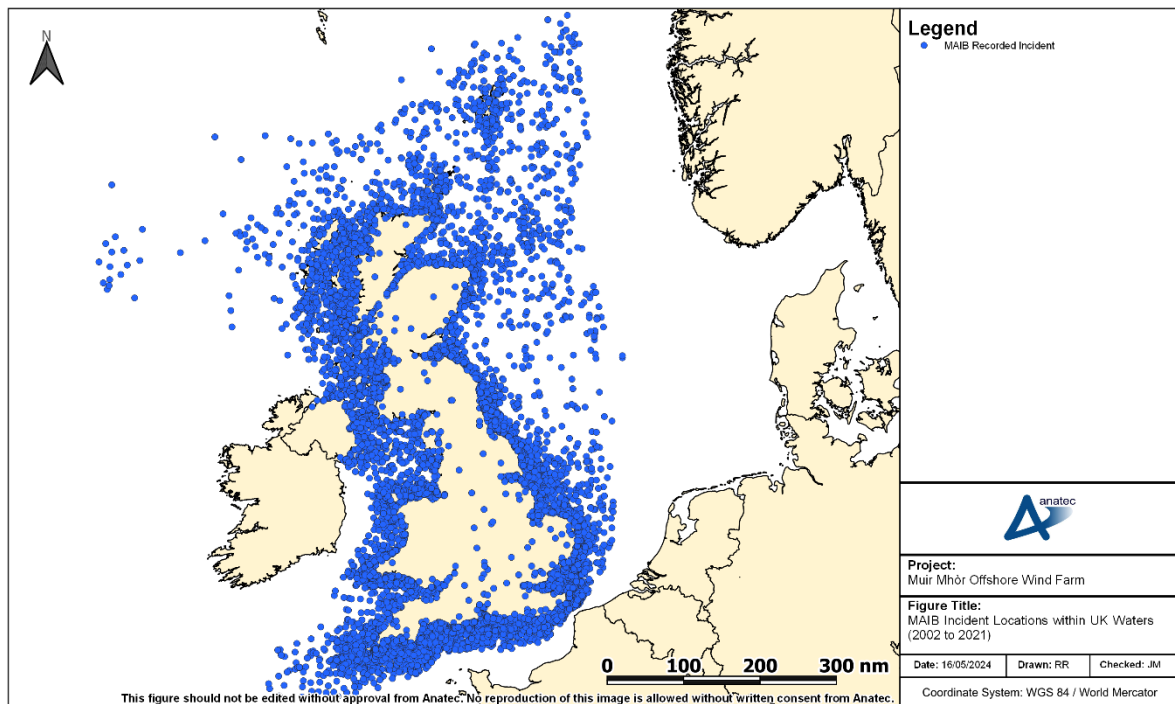 N
Legend
MAIB Recorded Incident
0 100 200 300 nm
This figure should not be edited without approval from Anatec. No reproduction of this image is allowed without written consent from Anatec.
anatec
Project:
Muir Mhòr Offshore Wind Farm
Figure Title:
MAIB Incident Locations within UK Waters
(2002 to 2021)
Date: 16/05/2024 Drawn: RR Checked: JM
Coordinate System: WGS 84 / World Mercator